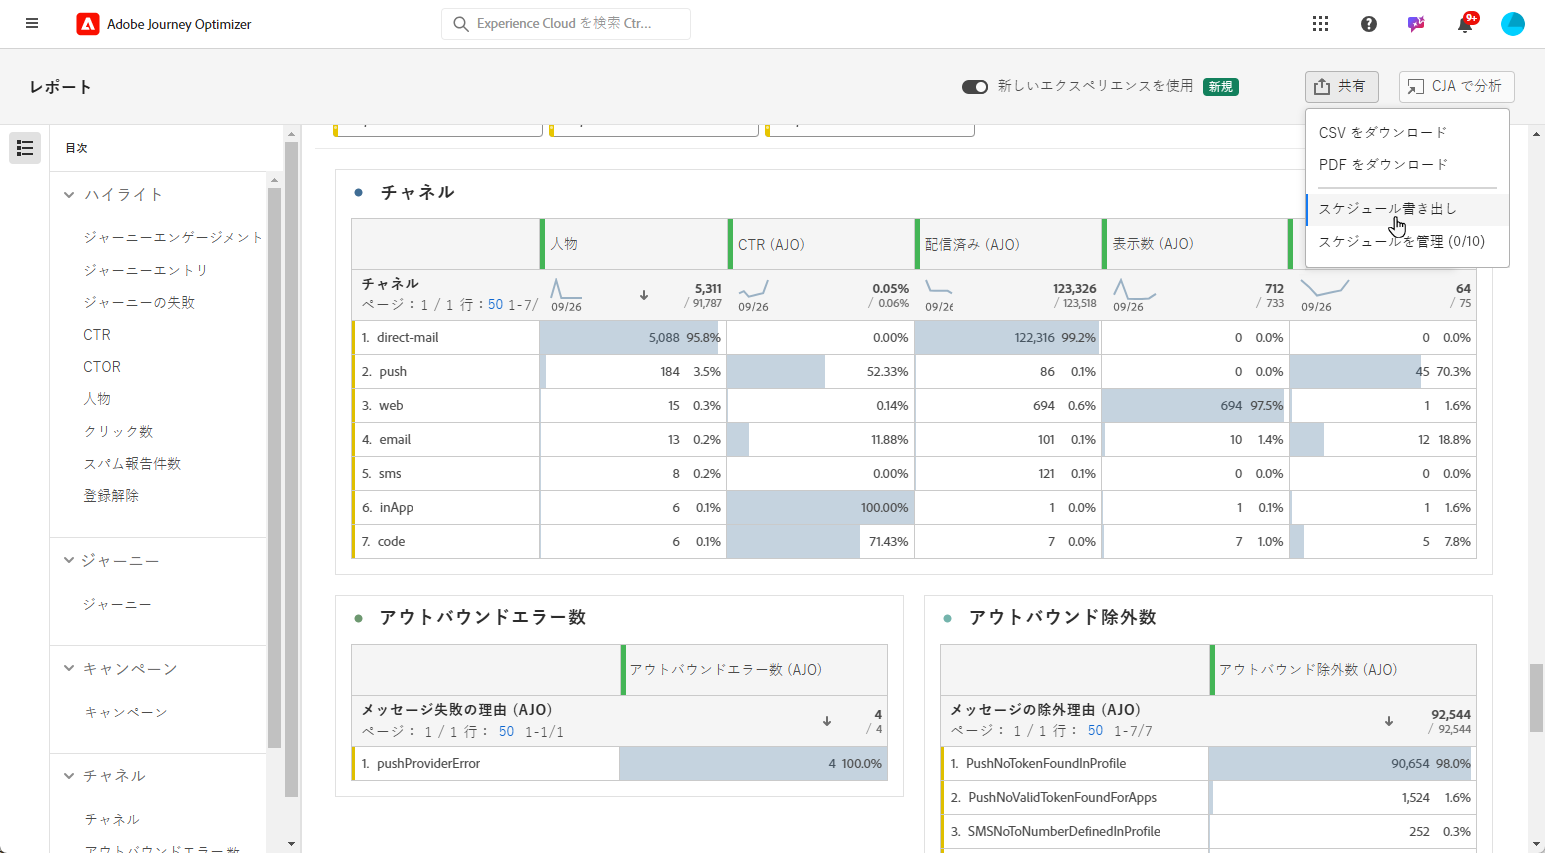 Adobe Journey Optimizer
Experience Cloud を検索 Ctr...
9+
レポート
新しいエクスペリエンスを使用 新規
共有
CJA で分析
CSV をダウンロード
PDF をダウンロード
スケジュール書き出し
スケジュールを管理 (0/10)
目次
ハイライト
ジャーニーエンゲージメント
ジャーニーエントリ
ジャーニーの失敗
CTR
CTOR
人物
クリック数
スパム報告件数
登録解除
ジャーニー
ジャーニー
キャンペーン
キャンペーン
チャネル
チャネル
アウトバウンドエラー数
チャネル
人物 CTR (AJO) 配信済み (AJO) 表示数 (AJO)
チャネル
ページ： 1 / 1 行：50 1-7/
09/26 5,311 / 91,787
09/26 0.05% / 0.06%
09/26 123,326 / 123,518
09/26 712 / 733
09/26 64 / 75
1. direct-mail 5,088 95.8% 0.00% 122,316 99.2% 0 0.0% 0 0.0%
2. push 184 3.5% 52.33% 86 0.1% 0 0.0% 45 70.3%
3. web 15 0.3% 0.14% 694 0.6% 694 97.5% 1 1.6%
4. email 13 0.2% 11.88% 101 0.1% 10 1.4% 12 18.8%
5. sms 8 0.2% 0.00% 121 0.1% 0 0.0% 0 0.0%
6. inApp 6 0.1% 100.00% 1 0.0% 1 0.1% 1 1.6%
7. code 6 0.1% 71.43% 7 0.0% 7 1.0% 5 7.8%
アウトバウンドエラー数
アウトバウンドエラー数 (AJO)
メッセージ失敗の理由 (AJO)
ページ： 1 / 1 行： 50 1-1/1
4
/ 4
1. pushProviderError 4 100.0%
アウトバウンド除外数
アウトバウンド除外数 (AJO)
メッセージの除外理由 (AJO)
ページ： 1 / 1 行： 50 1-7/7
92,544
/ 92,544
1. PushNoTokenFoundInProfile 90,654 98.0%
2. PushNoValidTokenFoundForApps 1,524 1.6%
3. SMSNoToNumberDefinedInProfile 252 0.3%